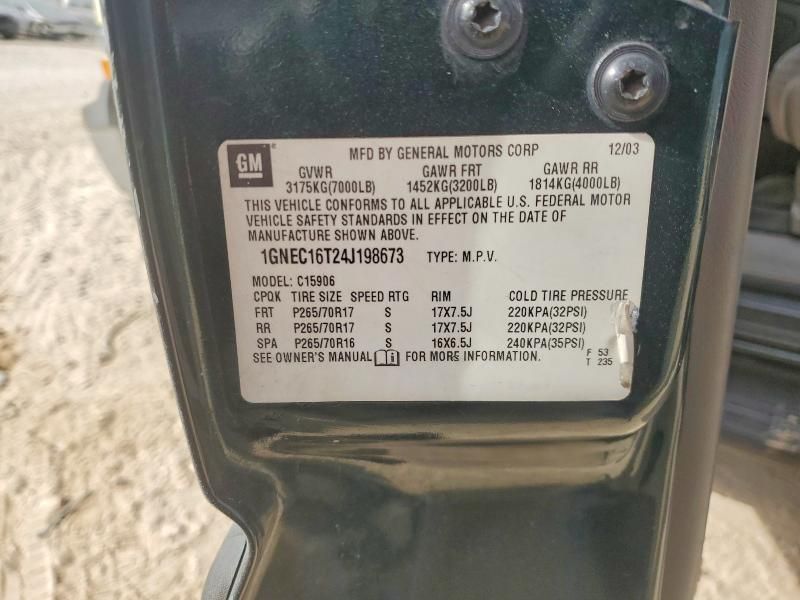 GM
MFD BY GENERAL MOTORS CORP 12/03
GVWR GAWR FRT GAWR RR
3175KG(7000LB) 1452KG(3200LB) 1814KG(4000LB)
THIS VEHICLE CONFORMS TO ALL APPLICABLE U.S. FEDERAL MOTOR
VEHICLE SAFETY STANDARDS IN EFFECT ON THE DATE OF
MANUFACTURE SHOWN ABOVE.
1GNEC16T24J198673 TYPE: M.P.V.
MODEL: C15906
CPQK TIRE SIZE SPEED RTG RIM COLD TIRE PRESSURE
FRT P265/70R17 S 17X7.5J 220KPA(32PSI)
RR P265/70R17 S 17X7.5J 220KPA(32PSI)
SPA P265/70R16 S 16X6.5J 240KPA(35PSI)
SEE OWNER'S MANUAL FOR MORE INFORMATION.
F 53
T 235